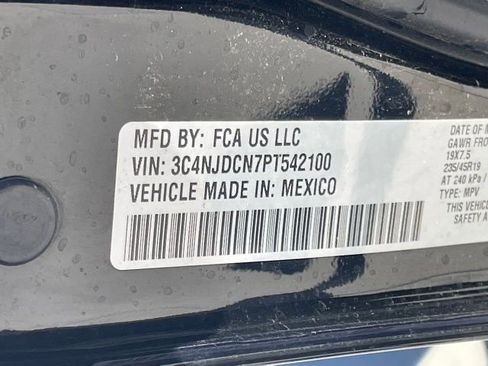 MFD BY: FCA US LLC
VIN: 3C4NJDCN7PT542100
VEHICLE MADE IN: MEXICO
DATE OF M
GAWR FRO
19X7.5
235/45R19
AT 240 kPa /
TYPE: MPV
THIS VEHIC
SAFETY A